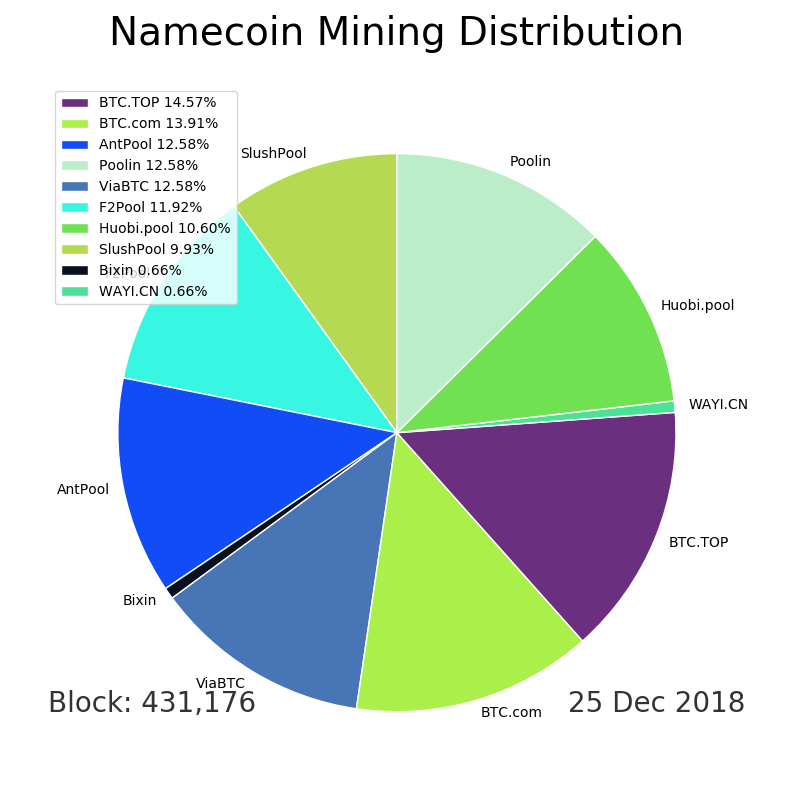 Namecoin Mining Distribution
BTC.TOP 14.57%
BTC.com 13.91%
AntPool 12.58%
Poolin 12.58%
ViaBTC 12.58%
F2Pool 11.92%
Huobi.pool 10.60%
SlushPool 9.93%
Bixin 0.66%
WAYI.CN 0.66%
SlushPool
Poolin
Huobi.pool
WAYI.CN
AntPool
BTC.TOP
Bixin
ViaBTC
BTC.com
Block: 431,176
25 Dec 2018